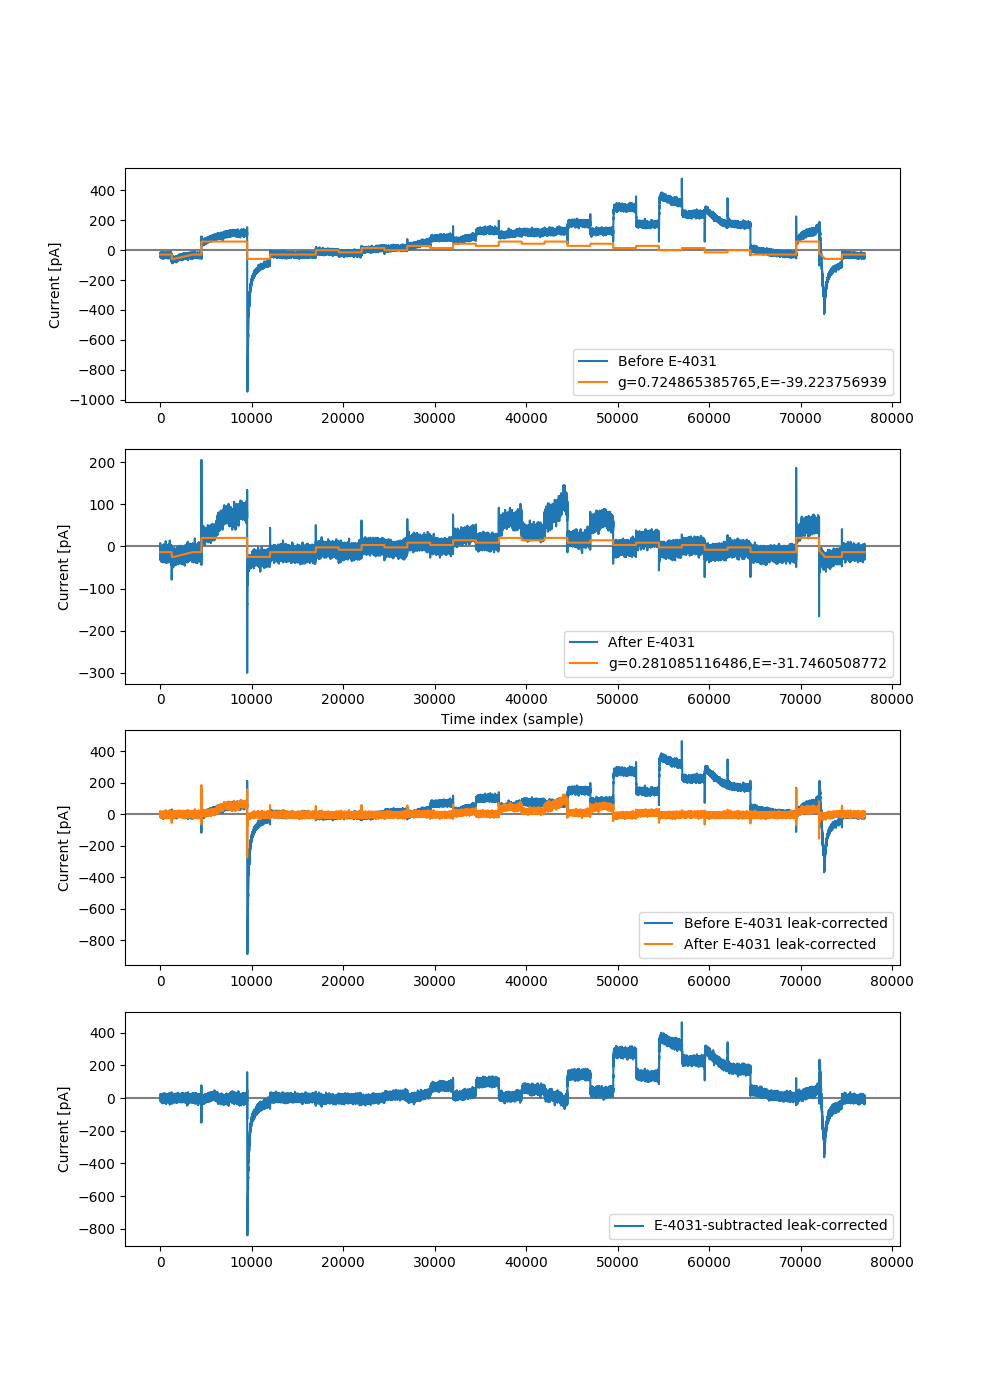 400
200
0
−200
−400
−600
−800
−1000
Current [pA]
Before E-4031
g=0.724865385765,E=-39.223756939
0 10000 20000 30000 40000 50000 60000 70000 80000
200
100
0
−100
−200
−300
Current [pA]
After E-4031
g=0.281085116486,E=-31.7460508772
0 10000 20000 30000 40000 50000 60000 70000 80000
Time index (sample)
400
200
0
−200
−400
−600
−800
Current [pA]
Before E-4031 leak-corrected
After E-4031 leak-corrected
0 10000 20000 30000 40000 50000 60000 70000 80000
400
200
0
−200
−400
−600
−800
Current [pA]
E-4031-subtracted leak-corrected
0 10000 20000 30000 40000 50000 60000 70000 80000